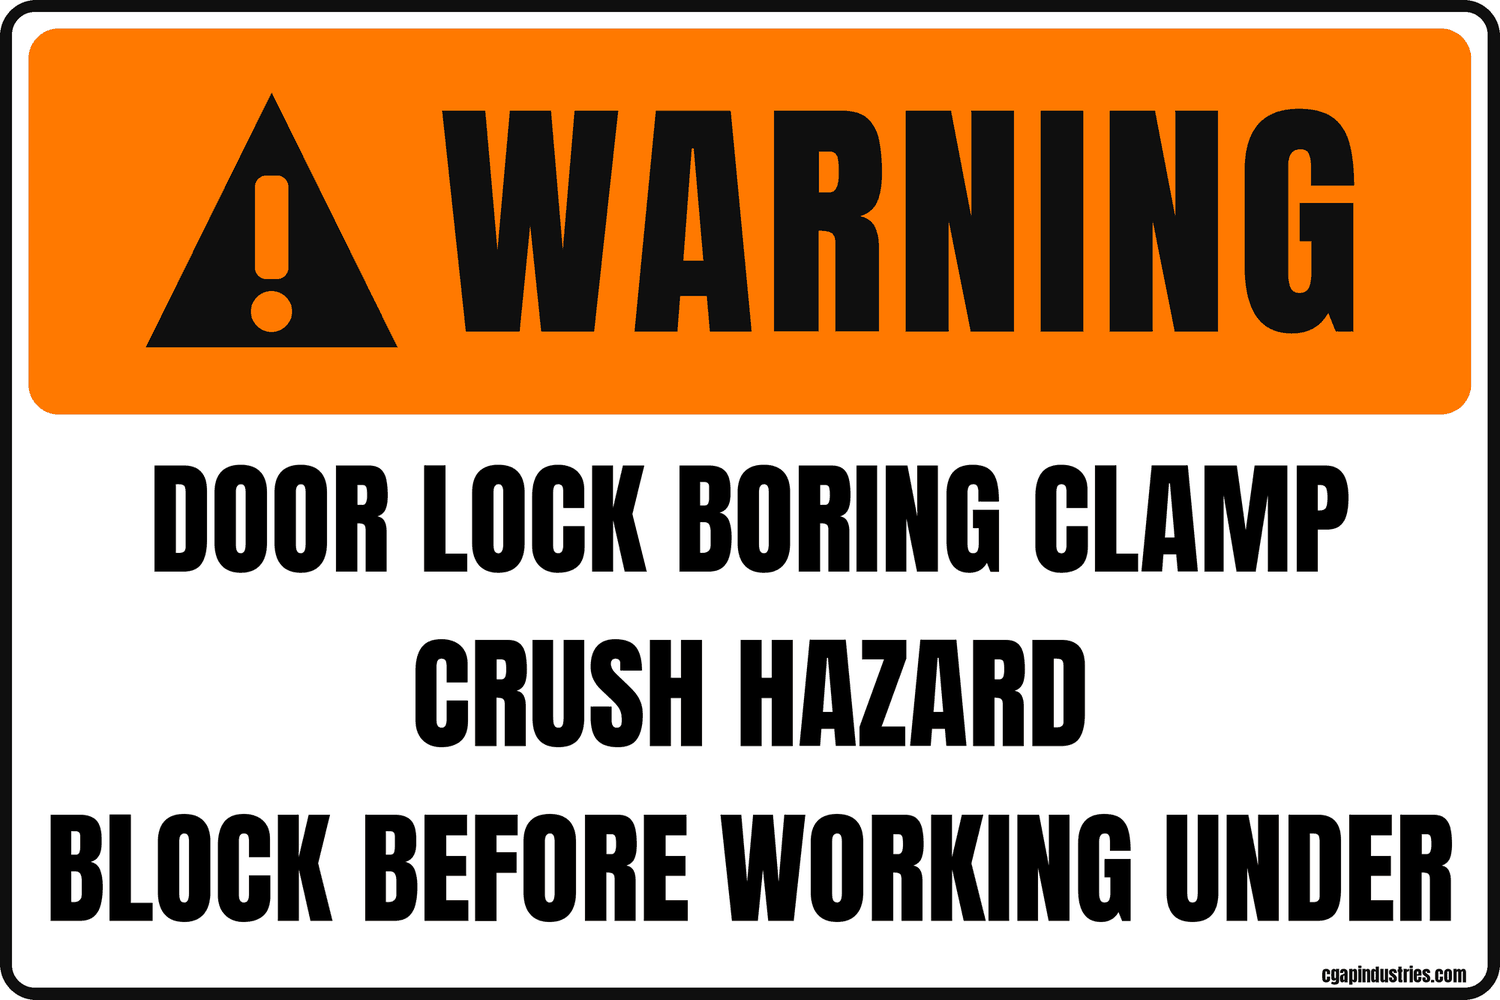 WARNING
DOOR LOCK BORING CLAMP
CRUSH HAZARD
BLOCK BEFORE WORKING UNDER
cgapindustries.com